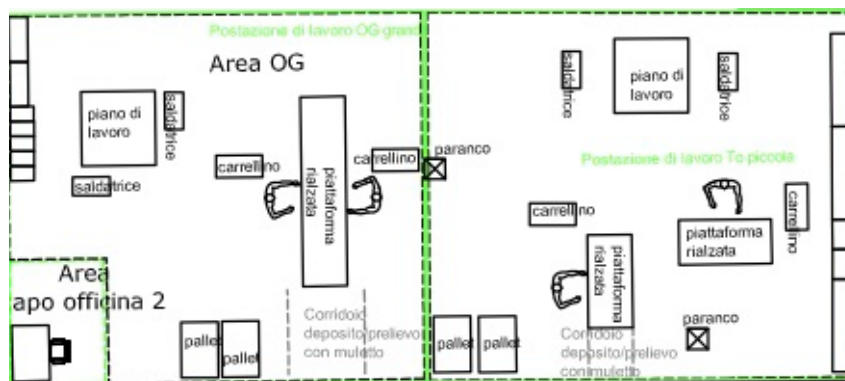 Postazione di lavoro OG grand
Area OG
piano di
lavoro
saldatrice
saldatrice
carrellino
piattaforma
rialzata
carrellino
paranco
Area
apo officina 2
pallet
pallet
Corridoio
deposito/prelievo
con muletto
saldatrice
piano di
lavoro
saldatrice
Postazione di lavoro To piccola
carrellino
piattaforma
rialzata
piattaforma
rialzata
carrellino
pallet
pallet
Corridoio
deposito/prelievo
con muletto
paranco